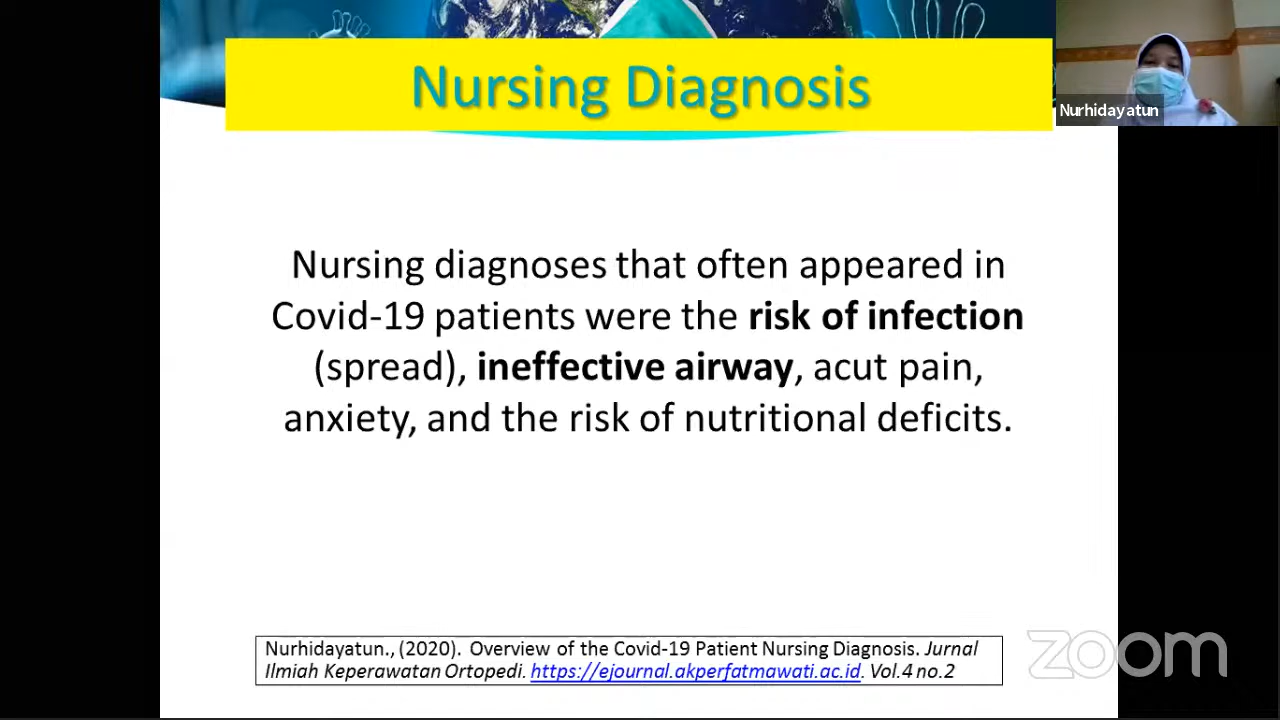 Nursing Diagnosis
Nurhidayatun
Nursing diagnoses that often appeared in
Covid-19 patients were the risk of infection
(spread), ineffective airway, acut pain,
anxiety, and the risk of nutritional deficits.
Nurhidayatun., (2020). Overview of the Covid-19 Patient Nursing Diagnosis. Jurnal
Ilmiah Keperawatan Ortopedi. https://ejournal.akperfatmawati.ac.id. Vol.4 no.2
zoom